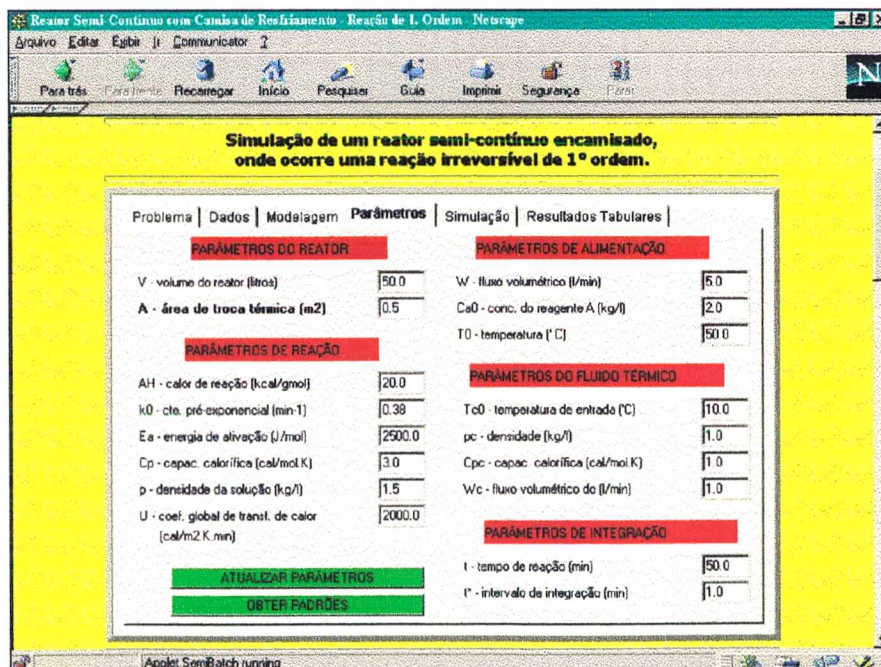 Reator Semi-Contínuo com Camisa de Resfriamento - Reação de 1. Ordem - Netscape
Arquivo Editar Exibir Ir Communicator ?
Para trás Para frente Recarregar Início Pesquisar Guia Imprimir Segurança Parar
N
Simulação de um reator semi-contínuo encamisado,
onde ocorre uma reação irreversível de 1º ordem.
Problema | Dados | Modelagem Parâmetros | Simulação | Resultados Tabulares |
PARÂMETROS DO REATOR
V - volume do reator (litros) 50.0
A - área de troca térmica (m2) 0.5
PARÂMETROS DE REAÇÃO
AH - calor de reação (kcal/gmol) 20.0
k0 - cte. pré-exponencial (min-1) 0.38
Ea - energia de ativação (J/mol) 2500.0
Cp - capac. calorífica (cal/mol.K) 3.0
p - densidade da solução (kg/l) 1.5
U - coef. global de transf. de calor 2000.0
(cal/m2.K.min)
ATUALIZAR PARÂMETROS
OBTER PADRÕES
PARÂMETROS DE ALIMENTAÇÃO
W - fluxo volumétrico (l/min) 5.0
Ca0 - conc. do reagente A (kg/l) 2.0
T0 - temperatura (°C) 50.0
PARÂMETROS DO FLUIDO TÉRMICO
Tc0 - temperatura de entrada (°C) 10.0
pc - densidade (kg/l) 1.0
Cpc - capac. calorífica (cal/mol.K) 1.0
Wc - fluxo volumétrico do (l/min) 1.0
PARÂMETROS DE INTEGRAÇÃO
t - tempo de reação (min) 50.0
t* - intervalo de integração (min) 1.0
Applet SemiBatch running